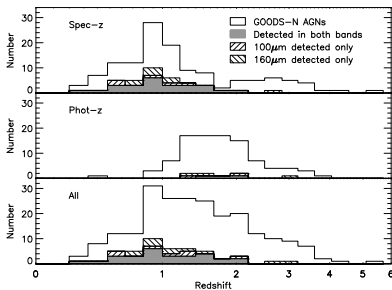 30
20
10
0
Number
Spec-z
GOODS-N AGNs
Detected in both bands
100μm detected only
160μm detected only
30
20
10
0
Number
Phot-z
30
20
10
0
Number
All
0 1 2 3 4 5 6
Redshift